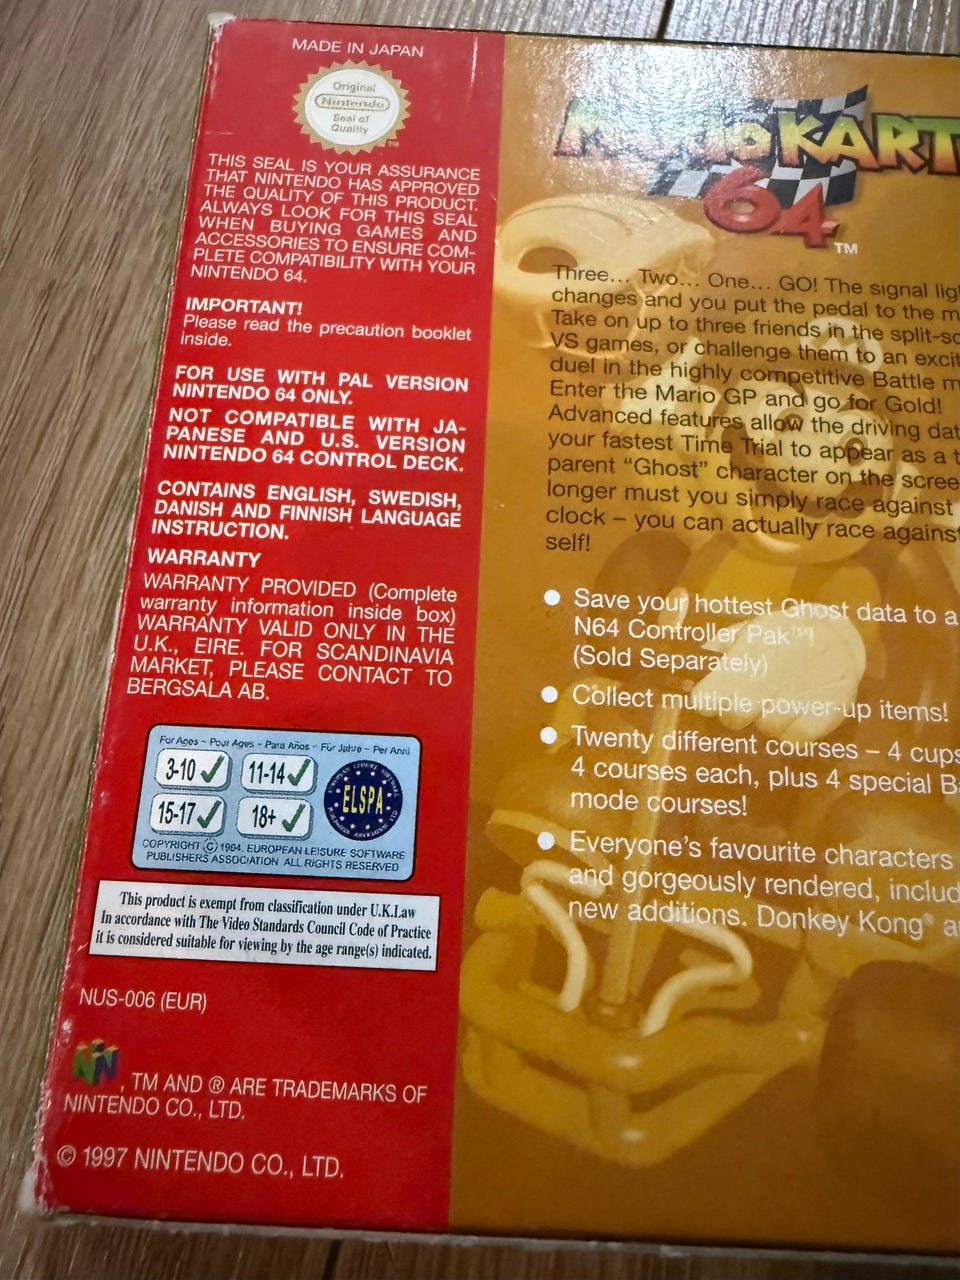 MADE IN JAPAN
Original
Nintendo
Seal of
Quality
TM
THIS SEAL IS YOUR ASSURANCE
THAT NINTENDO HAS APPROVED
THE QUALITY OF THIS PRODUCT.
ALWAYS LOOK FOR THIS SEAL
WHEN BUYING GAMES AND
ACCESSORIES TO ENSURE COM-
PLETE COMPATIBILITY WITH YOUR
NINTENDO 64.
IMPORTANT!
Please read the precaution booklet
inside.
FOR USE WITH PAL VERSION
NINTENDO 64 ONLY.
NOT COMPATIBLE WITH JA-
PANESE AND U.S. VERSION
NINTENDO 64 CONTROL DECK.
CONTAINS ENGLISH, SWEDISH,
DANISH AND FINNISH LANGUAGE
INSTRUCTION.
WARRANTY
WARRANTY PROVIDED (Complete
warranty information inside box)
WARRANTY VALID ONLY IN THE
U.K., EIRE. FOR SCANDINAVIA
MARKET, PLEASE CONTACT TO
BERGSALA AB.
For Ages - Pour Ages - Para Años - Für Jahre - Per Anni
3-10 ✓ 11-14 ✓
15-17 ✓ 18+ ✓
ELSPA
COPYRIGHT © 1994. EUROPEAN LEISURE SOFTWARE
PUBLISHERS ASSOCIATION ALL RIGHTS RESERVED
This product is exempt from classification under U.K.Law
In accordance with The Video Standards Council Code of Practice
it is considered suitable for viewing by the age range(s) indicated.
NUS-006 (EUR)
, TM AND ® ARE TRADEMARKS OF
NINTENDO CO., LTD.
© 1997 NINTENDO CO., LTD.
MARIO KART
64 TM
Three... Two... One... GO! The signal lig
changes and you put the pedal to the m
Take on up to three friends in the split-sc
VS games, or challenge them to an excit
duel in the highly competitive Battle m
Enter the Mario GP and go for Gold!
Advanced features allow the driving dat
your fastest Time Trial to appear as a t
parent “Ghost” character on the scree
longer must you simply race against
clock – you can actually race against
self!
● Save your hottest Ghost data to a
N64 Controller Pak™!
(Sold Separately)
● Collect multiple power-up items!
● Twenty different courses – 4 cups
4 courses each, plus 4 special B
mode courses!
● Everyone’s favourite characters
and gorgeously rendered, includ
new additions. Donkey Kong® a